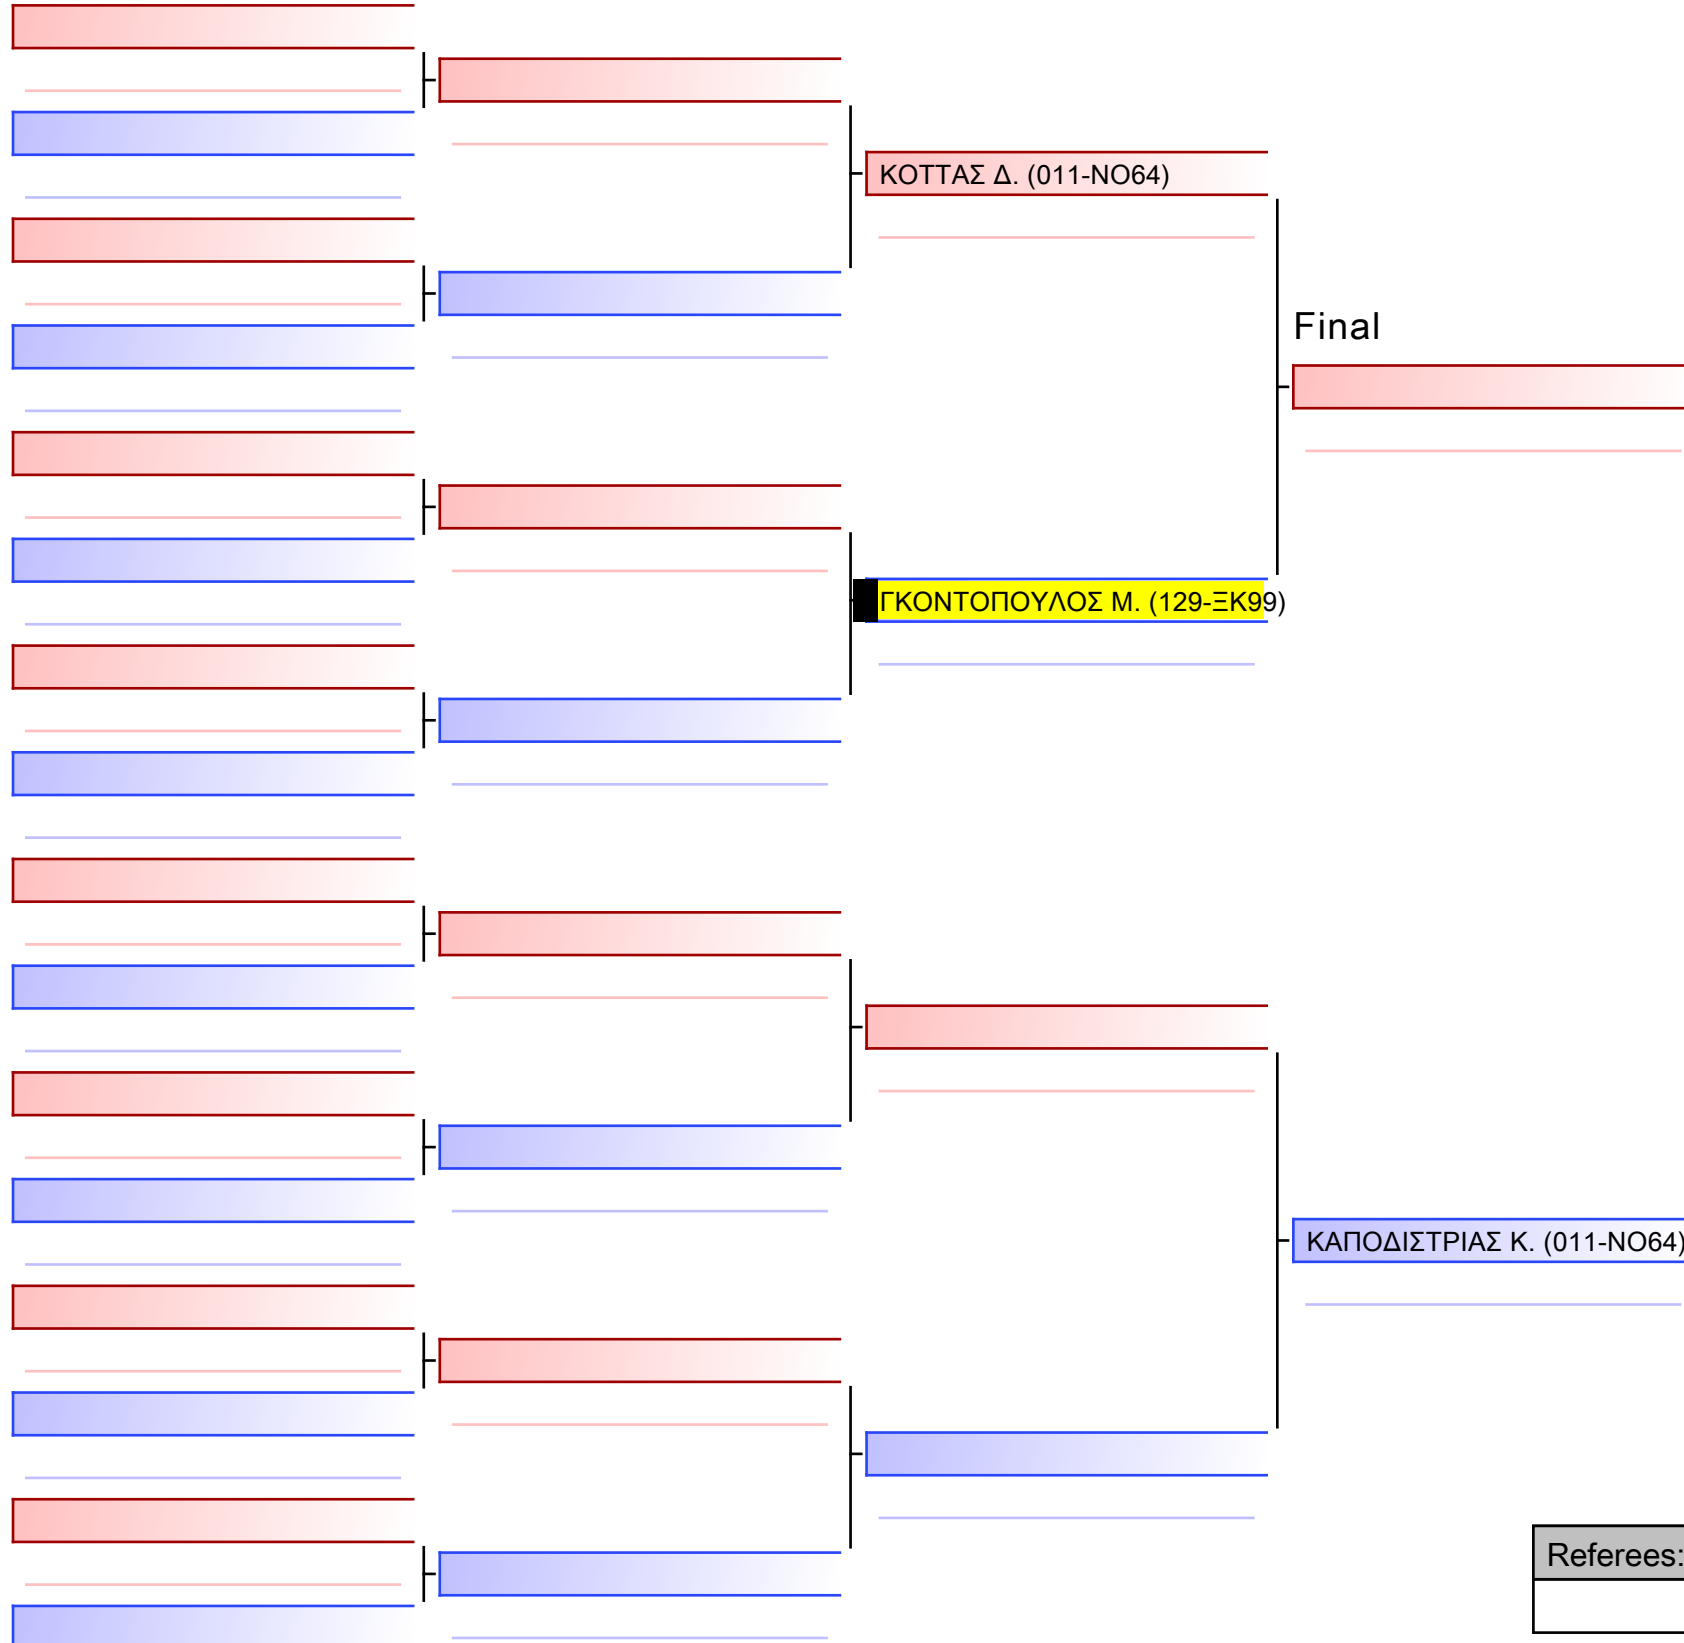 ΚΟΤΤΑΣ Δ. (011-ΝΟ64)
Final
ΓΚΟΝΤΟΠΟΥΛΟΣ Μ. (129-ΞΚ99)
ΚΑΠΟΔΙΣΤΡΙΑΣ Κ. (011-ΝΟ64)
Referees: